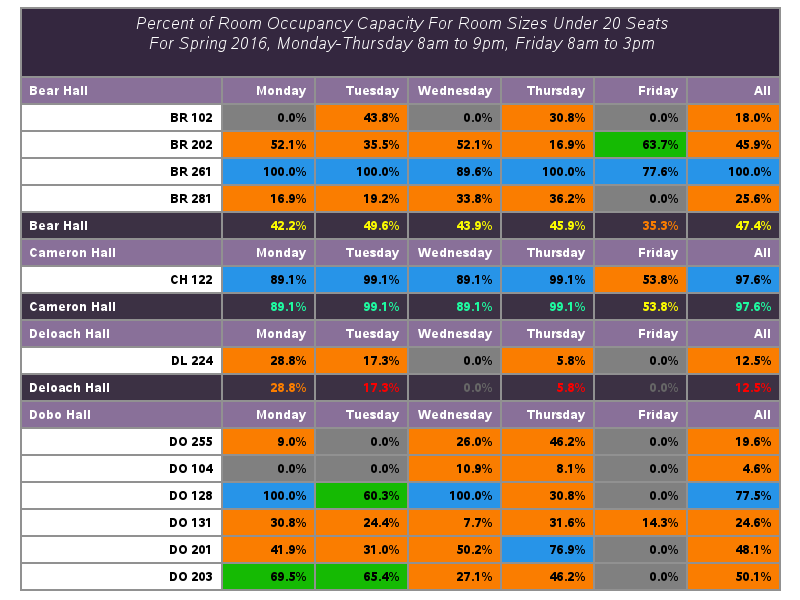 Percent of Room Occupancy Capacity For Room Sizes Under 20 Seats
For Spring 2016, Monday-Thursday 8am to 9pm, Friday 8am to 3pm
Bear Hall Monday Tuesday Wednesday Thursday Friday All
BR 102 0.0% 43.8% 0.0% 30.8% 0.0% 18.0%
BR 202 52.1% 35.5% 52.1% 16.9% 63.7% 45.9%
BR 261 100.0% 100.0% 89.6% 100.0% 77.6% 100.0%
BR 281 16.9% 19.2% 33.8% 36.2% 0.0% 25.6%
Bear Hall 42.2% 49.6% 43.9% 45.9% 35.3% 47.4%
Cameron Hall Monday Tuesday Wednesday Thursday Friday All
CH 122 89.1% 99.1% 89.1% 99.1% 53.8% 97.6%
Cameron Hall 89.1% 99.1% 89.1% 99.1% 53.8% 97.6%
Deloach Hall Monday Tuesday Wednesday Thursday Friday All
DL 224 28.8% 17.3% 0.0% 5.8% 0.0% 12.5%
Deloach Hall 28.8% 17.3% 0.0% 5.8% 0.0% 12.5%
Dobo Hall Monday Tuesday Wednesday Thursday Friday All
DO 255 9.0% 0.0% 26.0% 46.2% 0.0% 19.6%
DO 104 0.0% 0.0% 10.9% 8.1% 0.0% 4.6%
DO 128 100.0% 60.3% 100.0% 30.8% 0.0% 77.5%
DO 131 30.8% 24.4% 7.7% 31.6% 14.3% 24.6%
DO 201 41.9% 31.0% 50.2% 76.9% 0.0% 48.1%
DO 203 69.5% 65.4% 27.1% 46.2% 0.0% 50.1%